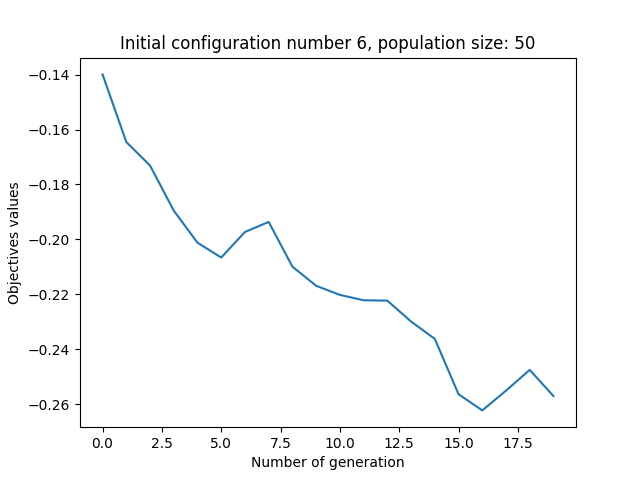 Initial configuration number 6, population size: 50
Objectives values
−0.14
−0.16
−0.18
−0.20
−0.22
−0.24
−0.26
0.0 2.5 5.0 7.5 10.0 12.5 15.0 17.5
Number of generation